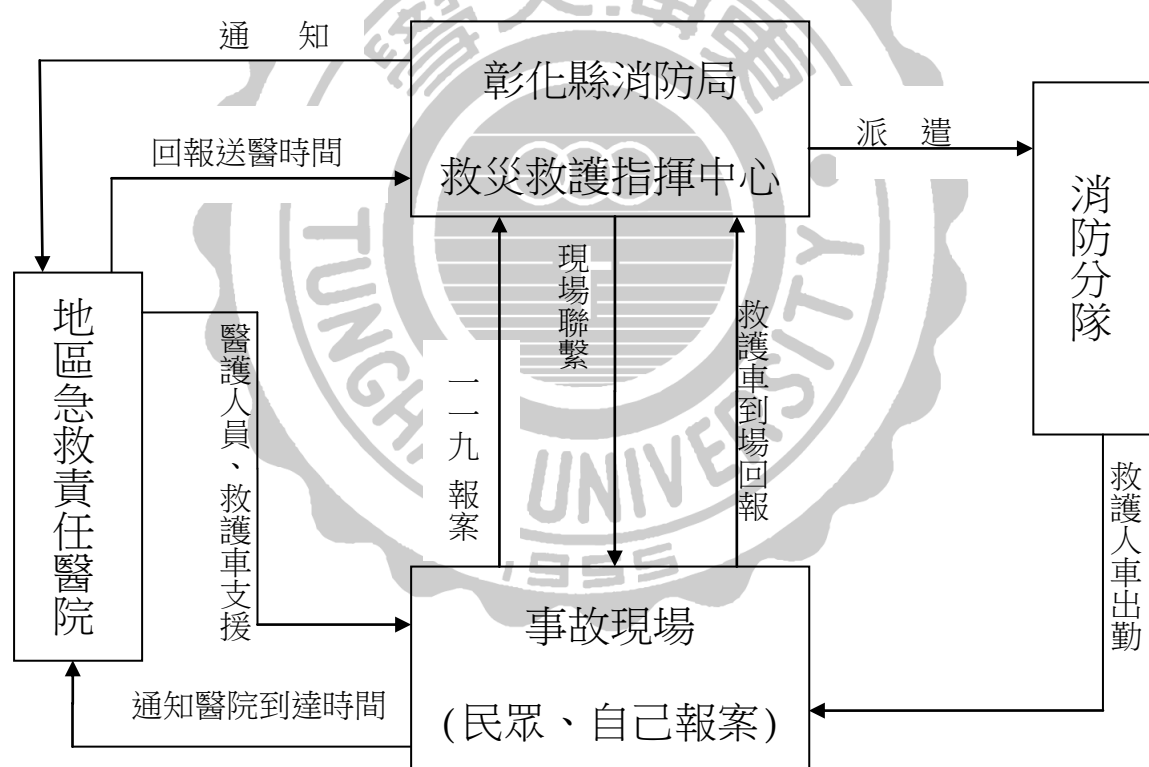 通 知
彰化縣消防局
救災救護指揮中心
派 遣
回報送醫時間
消防分隊
地區急救責任醫院
醫護人員、救護車支援
一一九報案
現場聯繫
救護車到場回報
救護人車出勤
事故現場
(民眾、自己報案)
通知醫院到達時間
TUNGHAI UNIVERSITY
1955